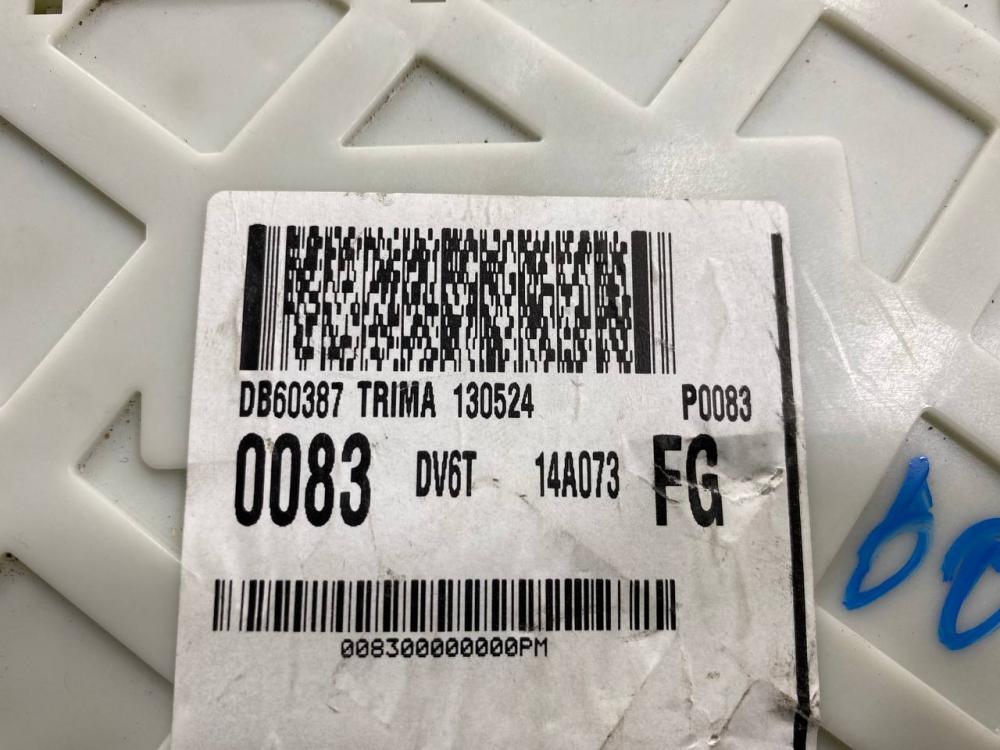 DB60387 TRIMA 130524 P0083
0083 DV6T 14A073 FG
008300000000PM